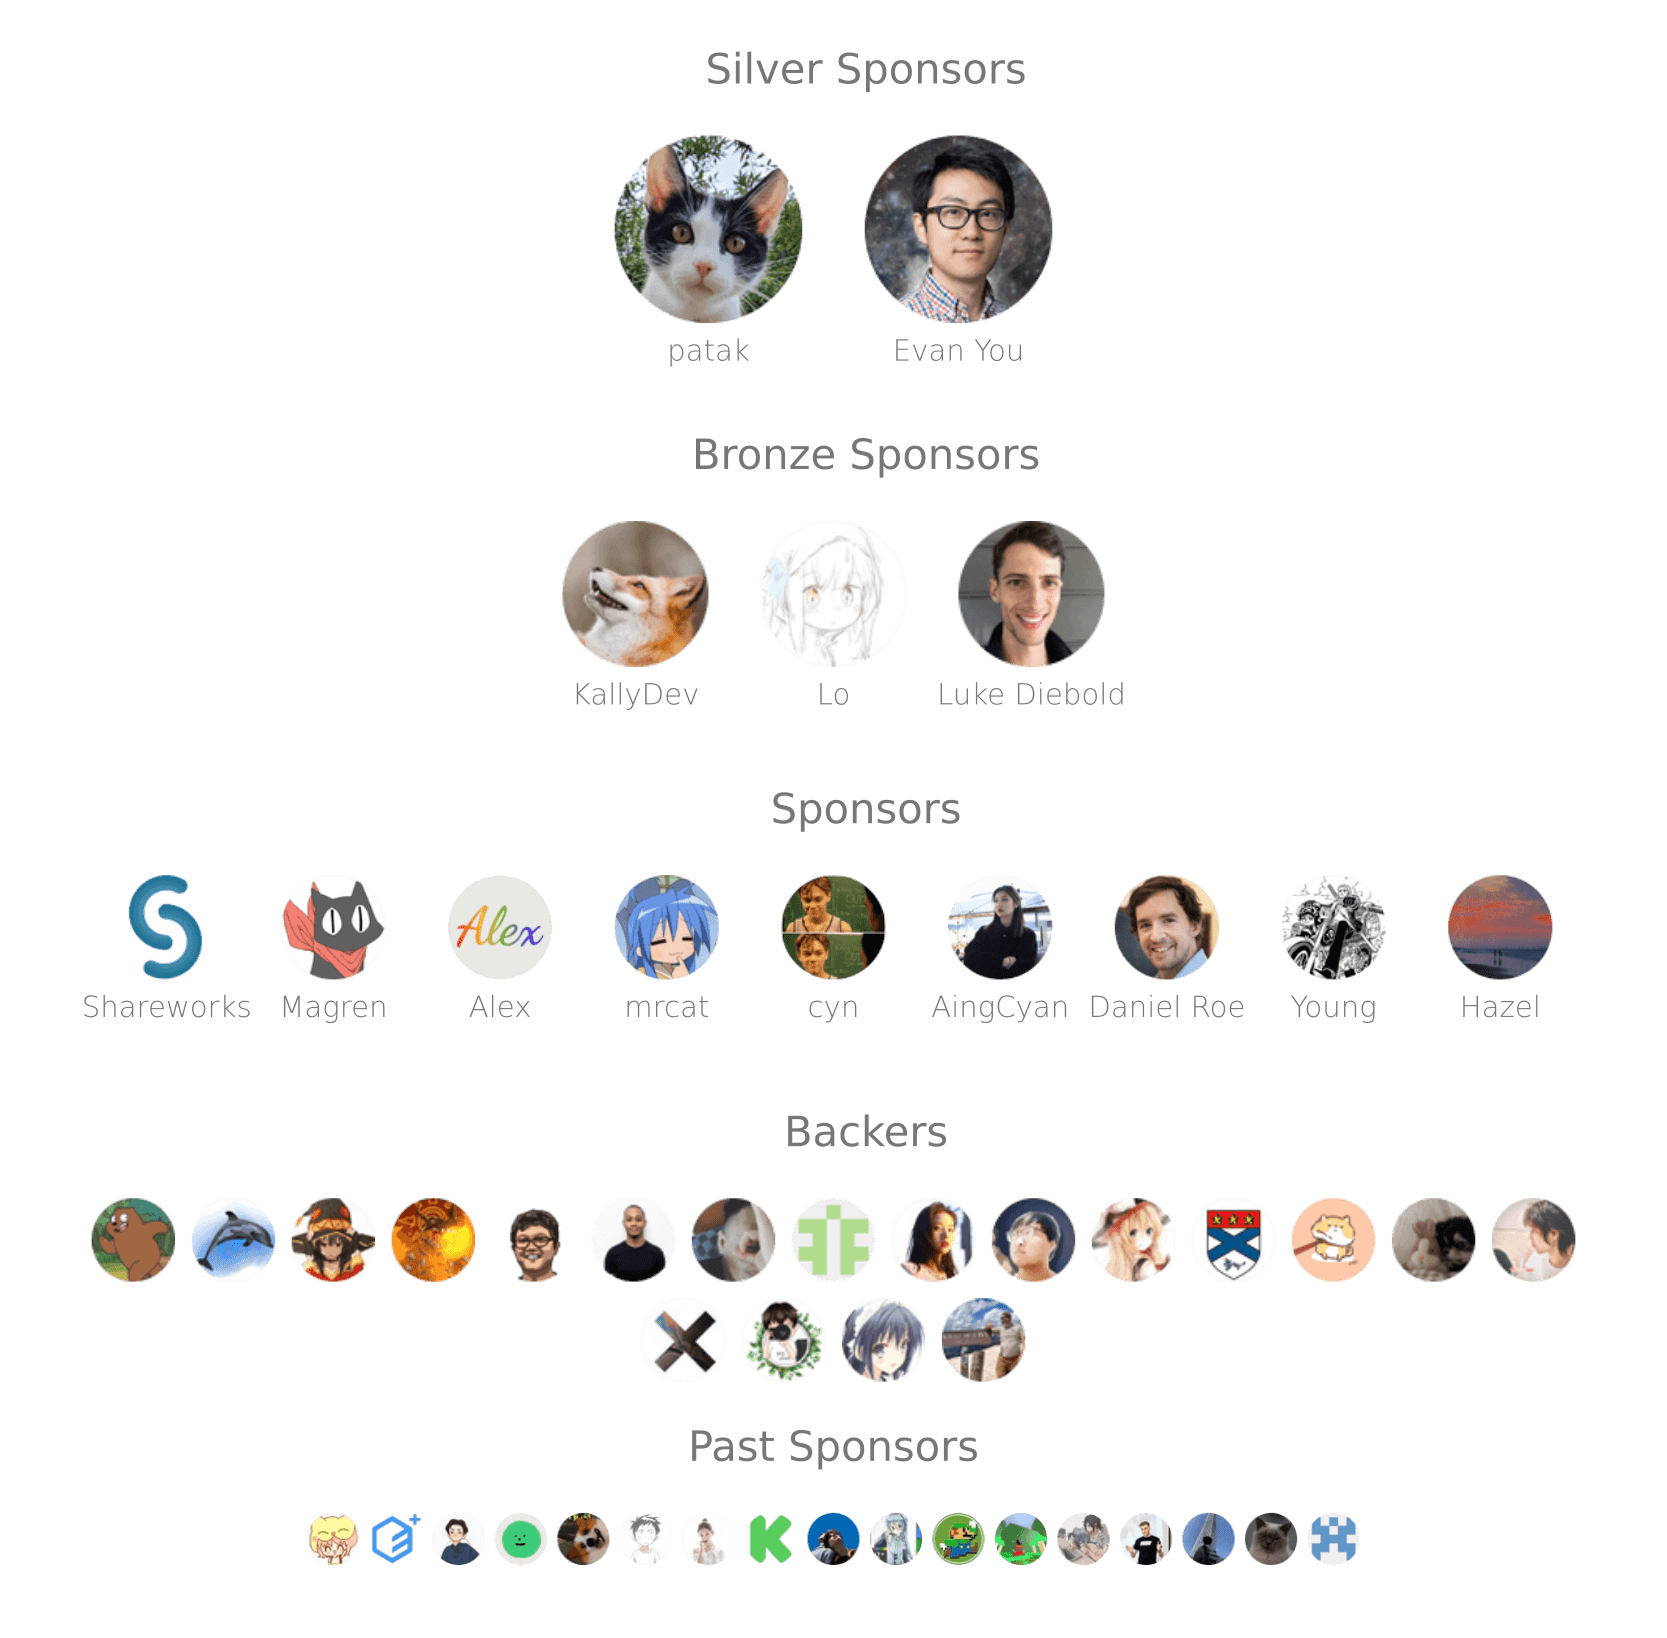 Silver Sponsors
patak Evan You
Bronze Sponsors
KallyDev Lo Luke Diebold
Sponsors
Alex
Shareworks Magren Alex mrcat cyn AingCyan Daniel Roe Young Hazel
Backers
Past Sponsors